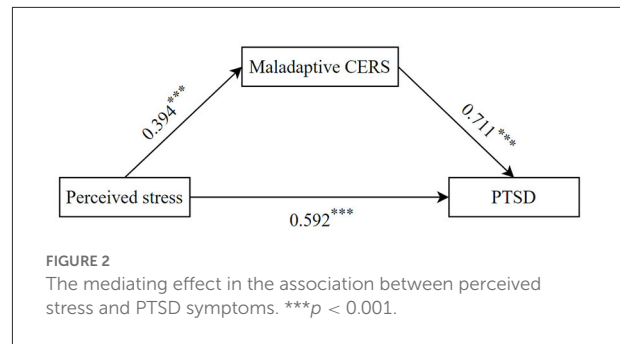 Maladaptive CERS
0.394***
0.711***
Perceived stress
PTSD
0.592***
FIGURE 2
The mediating effect in the association between perceived
stress and PTSD symptoms. ***p < 0.001.